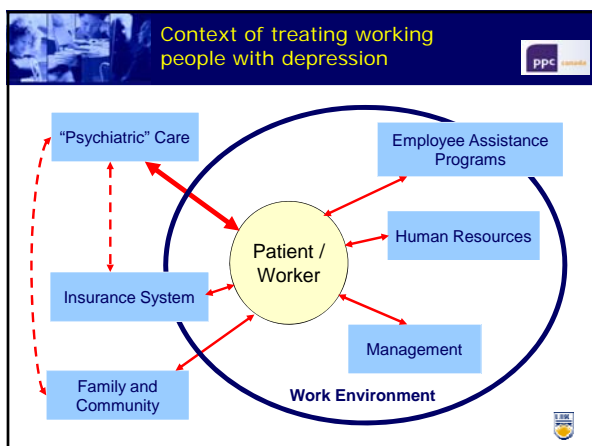 Context of treating working
people with depression
ppc canada
“Psychiatric” Care
Employee Assistance
Programs
Human Resources
Patient /
Worker
Insurance System
Management
Family and
Community
Work Environment